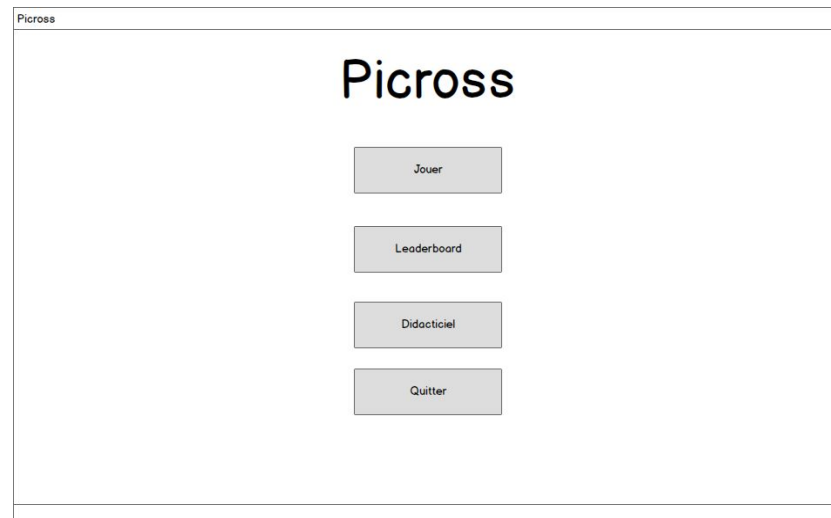 Picross
Picross
Jouer
Leaderboard
Didacticiel
Quitter